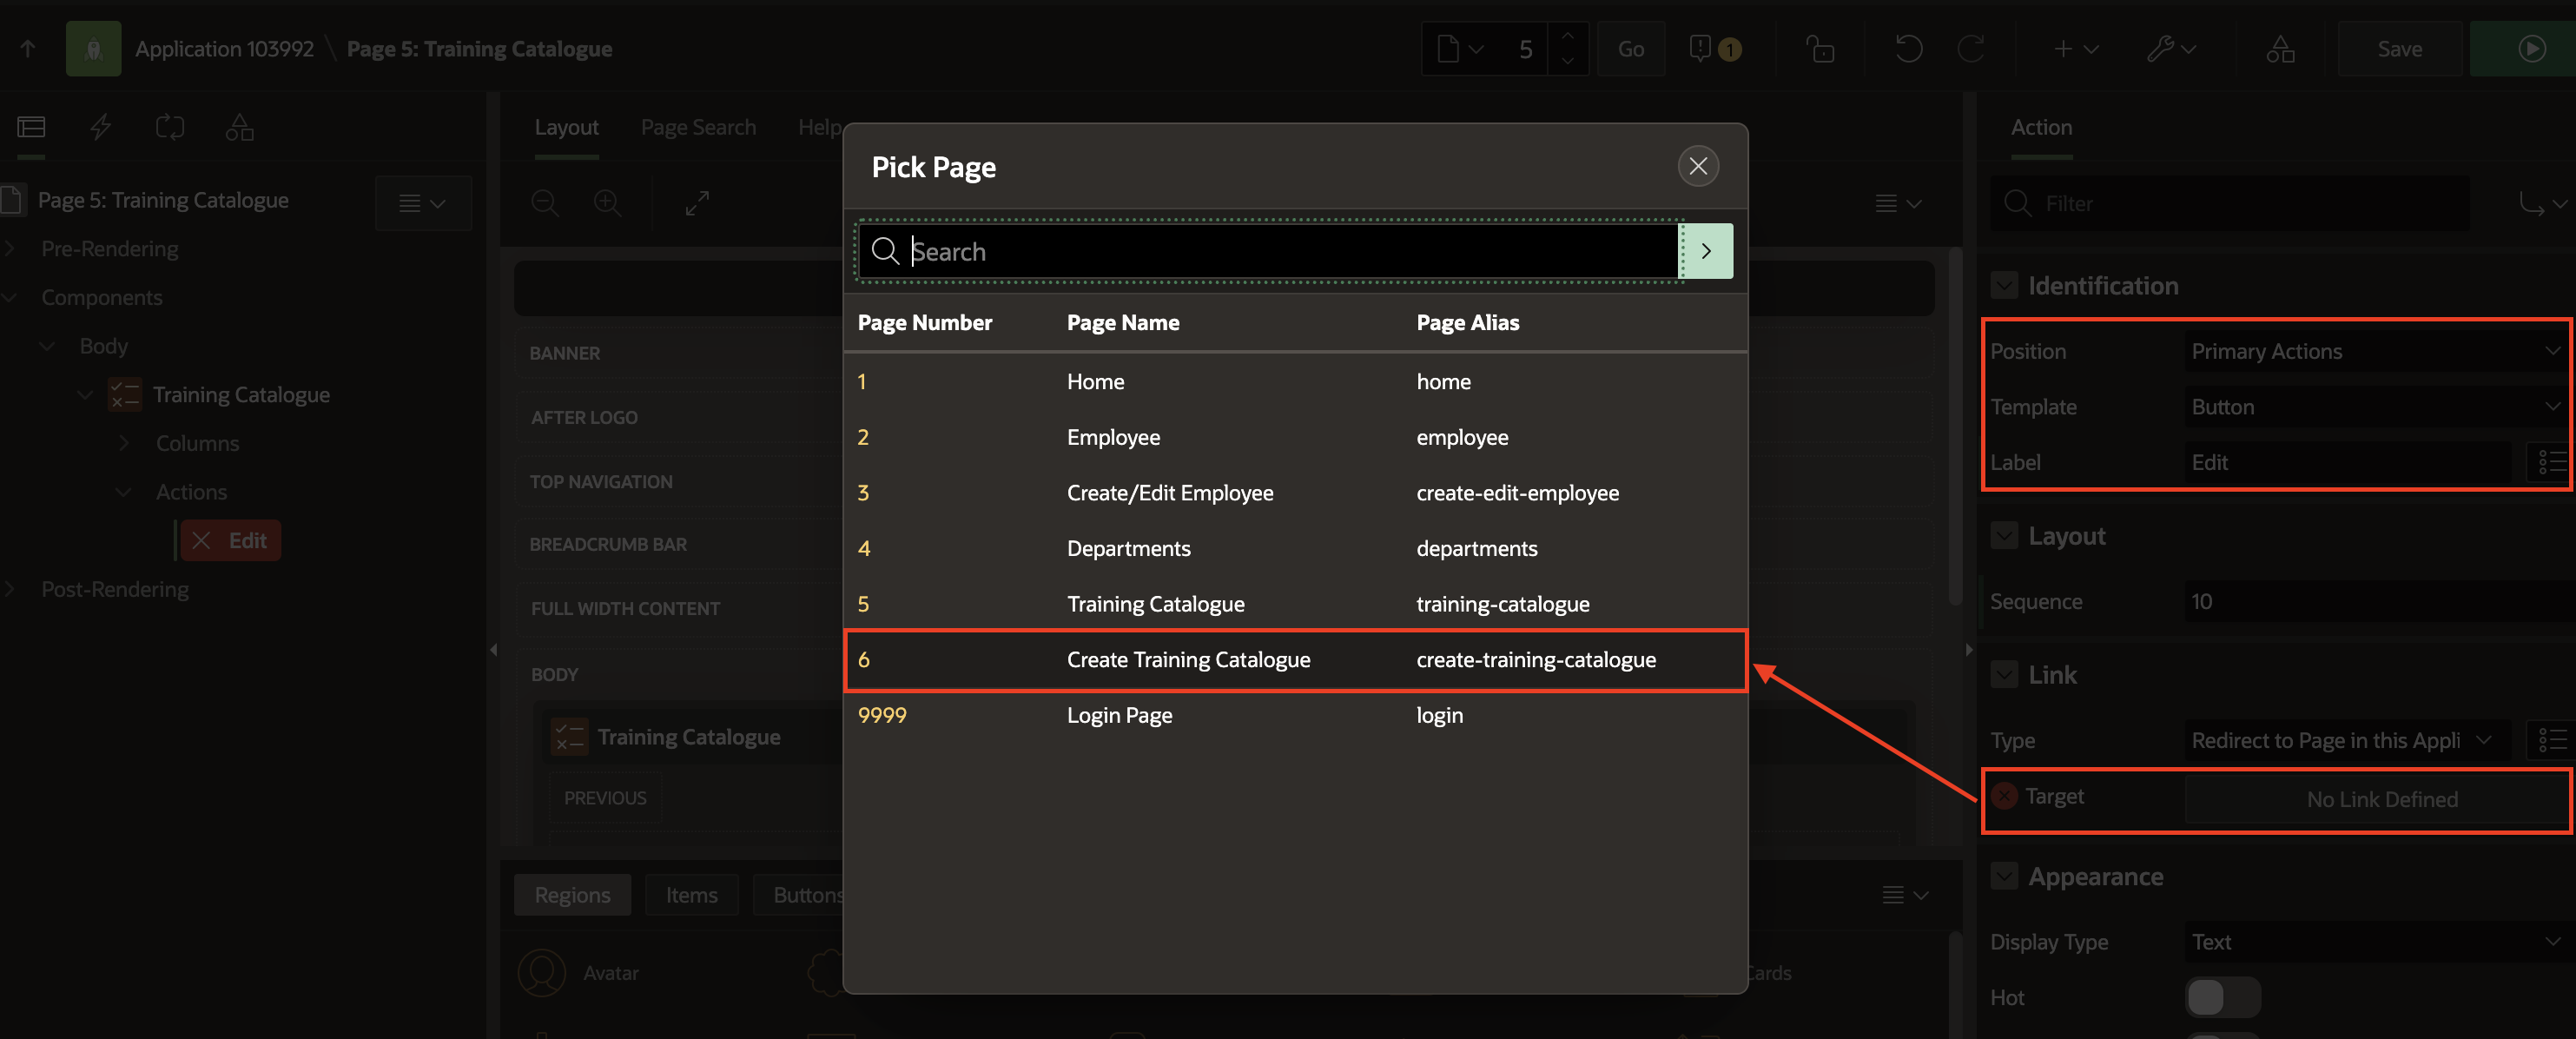 Application 103992 \ Page 5: Training Catalogue
5
Go
1
Save
Layout
Page Search
Help
Action
Page 5: Training Catalogue
Pre-Rendering
Components
Body
Training Catalogue
Columns
Actions
Edit
Post-Rendering
BANNER
AFTER LOGO
TOP NAVIGATION
BREADCRUMB BAR
FULL WIDTH CONTENT
BODY
Training Catalogue
PREVIOUS
Regions
Items
Buttons
Avatar
Cards
Pick Page
Search
Page Number Page Name Page Alias
1 Home home
2 Employee employee
3 Create/Edit Employee create-edit-employee
4 Departments departments
5 Training Catalogue training-catalogue
6 Create Training Catalogue create-training-catalogue
9999 Login Page login
Filter
Identification
Position Primary Actions
Template Button
Label Edit
Layout
Sequence 10
Link
Type Redirect to Page in this Appli
Target No Link Defined
Appearance
Display Type Text
Hot